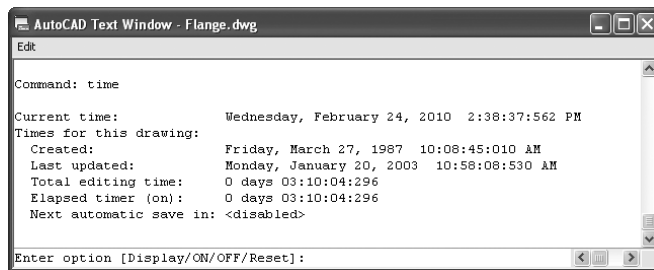 AutoCAD Text Window - Flange.dwg
Edit
Command: time
Current time: Wednesday, February 24, 2010 2:38:37:562 PM
Times for this drawing:
Created: Friday, March 27, 1987 10:08:45:010 AM
Last updated: Monday, January 20, 2003 10:58:08:530 AM
Total editing time: 0 days 03:10:04:296
Elapsed timer (on): 0 days 03:10:04:296
Next automatic save in: <disabled>
Enter option [Display/ON/OFF/Reset]: